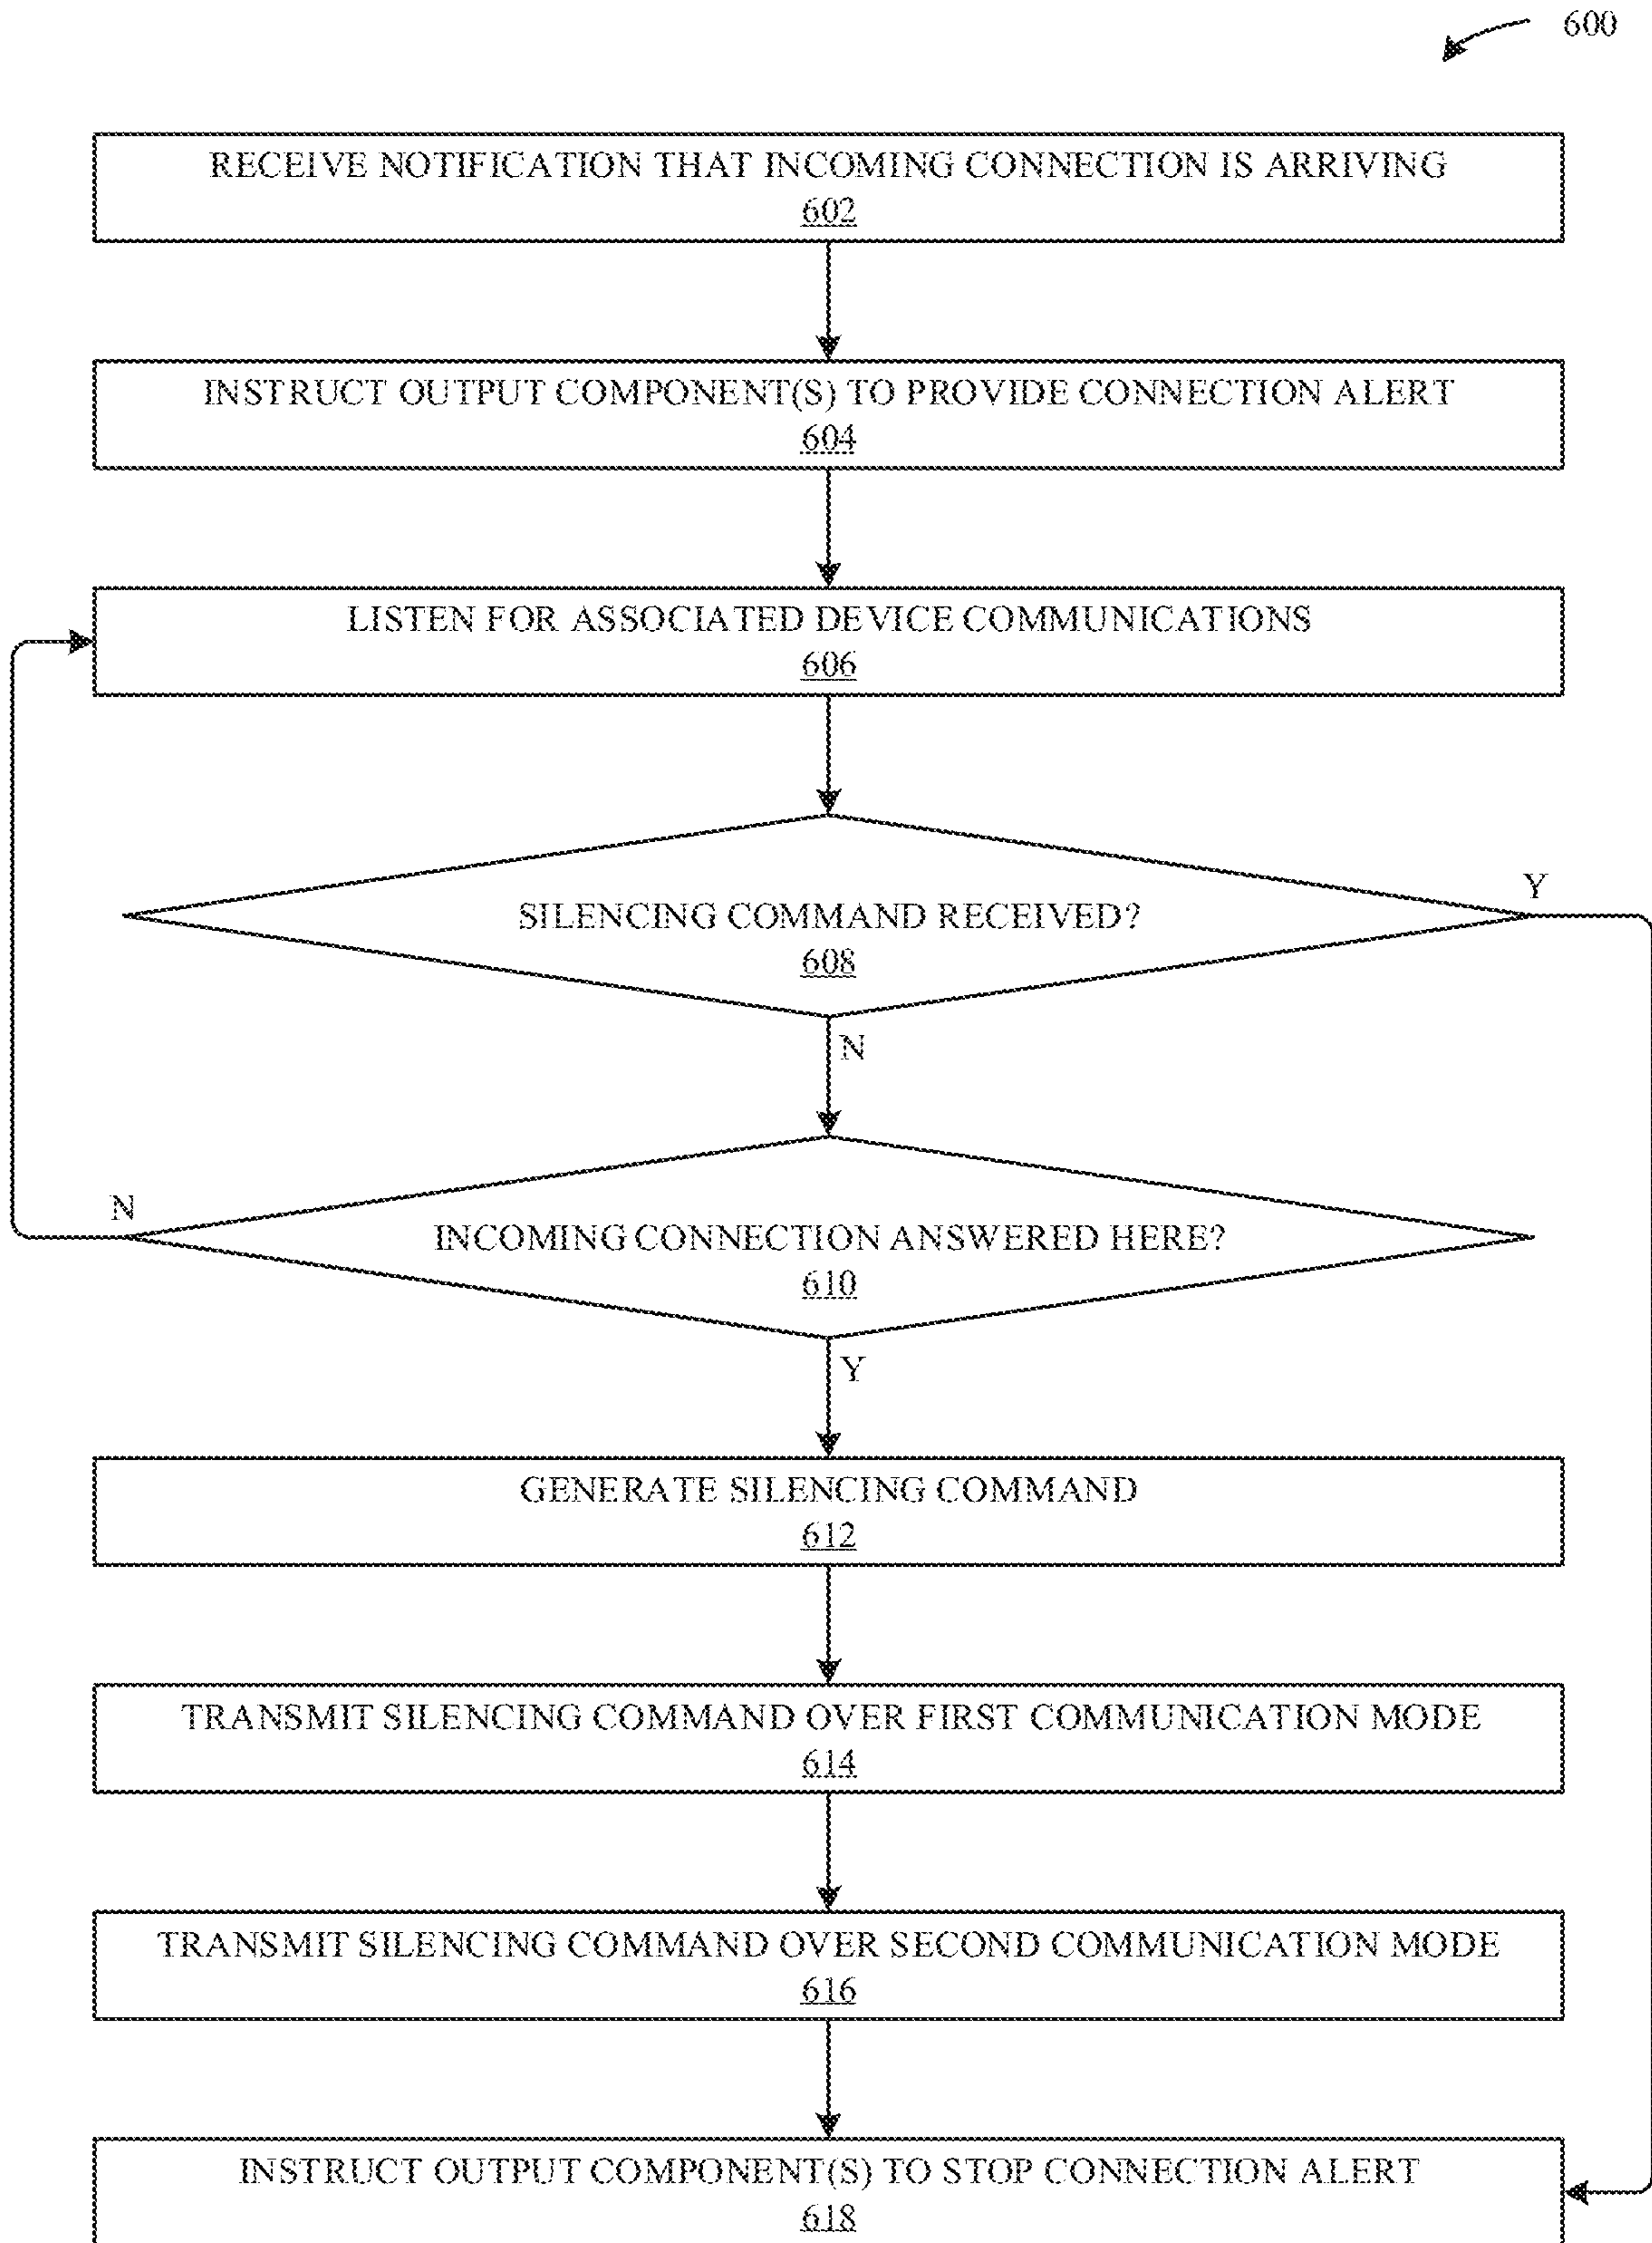 600
RECEIVE NOTIFICATION THAT INCOMING CONNECTION IS ARRIVING
602
INSTRUCT OUTPUT COMPONENT(S) TO PROVIDE CONNECTION ALERT
604
LISTEN FOR ASSOCIATED DEVICE COMMUNICATIONS
606
Y
SILENCING COMMAND RECEIVED?
608
N
N
INCOMING CONNECTION ANSWERED HERE?
610
Y
GENERATE SILENCING COMMAND
612
TRANSMIT SILENCING COMMAND OVER FIRST COMMUNICATION MODE
614
TRANSMIT SILENCING COMMAND OVER SECOND COMMUNICATION MODE
616
INSTRUCT OUTPUT COMPONENT(S) TO STOP CONNECTION ALERT
618